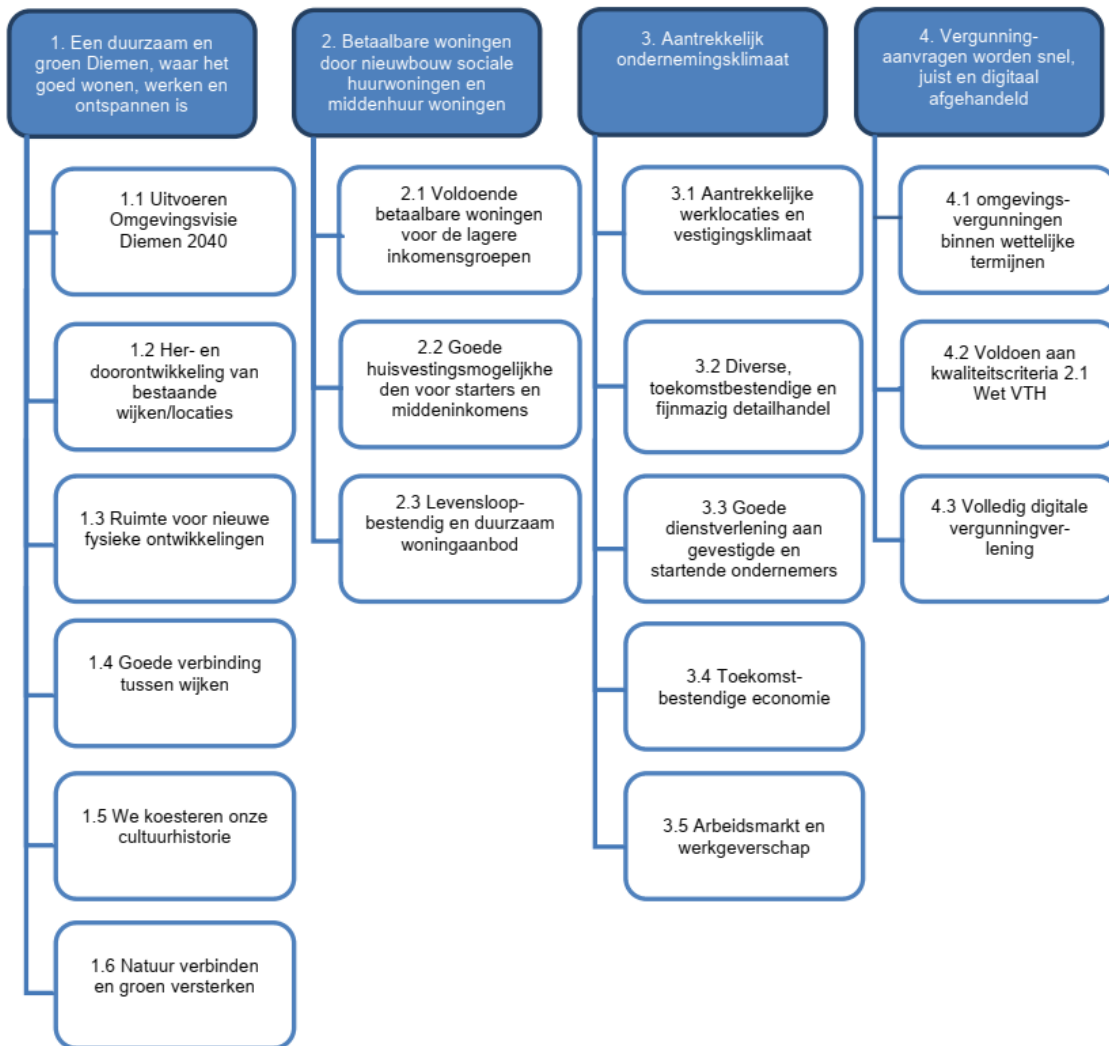 1. Een duurzaam en
groen Diemen, waar het
goed wonen, werken en
ontspannen is
1.1 Uitvoeren
Omgevingsvisie
Diemen 2040
1.2 Her- en
doorontwikkeling van
bestaande
wijken/locaties
1.3 Ruimte voor nieuwe
fysieke ontwikkelingen
1.4 Goede verbinding
tussen wijken
1.5 We koesteren onze
cultuurhistorie
1.6 Natuur verbinden
en groen versterken
2. Betaalbare woningen
door nieuwbouw sociale
huurwoningen en
middenhuur woningen
2.1 Voldoende
betaalbare woningen
voor de lagere
inkomensgroepen
2.2 Goede
huisvestingsmogelijkhe
den voor starters en
middeninkomens
2.3 Levensloop-
bestendig en duurzaam
woningaanbod
3. Aantrekkelijk
ondernemingsklimaat
3.1 Aantrekkelijke
werklocaties en
vestigingsklimaat
3.2 Diverse,
toekomstbestendige en
fijnmazig detailhandel
3.3 Goede
dienstverlening aan
gevestigde en
startende ondernemers
3.4 Toekomst-
bestendige economie
3.5 Arbeidsmarkt en
werkgeverschap
4. Vergunning-
aanvragen worden snel,
juist en digitaal
afgehandeld
4.1 omgevings-
vergunningen
binnen wettelijke
termijnen
4.2 Voldoen aan
kwaliteitscriteria 2.1
Wet VTH
4.3 Volledig digitale
vergunningver-
lening